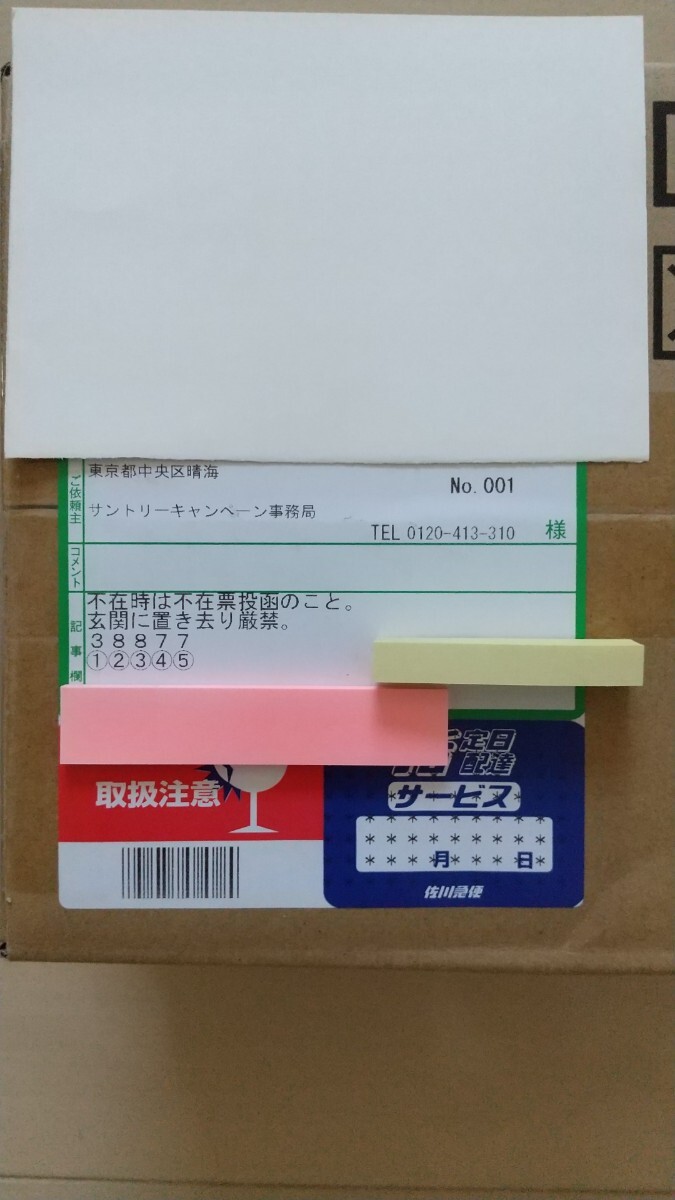 東京都中央区晴海
No. 001
ご依頼主
サントリーキャンペーン事務局
TEL 0120-413-310 様
コメント
不在時は不在票投函のこと。
玄関に置き去り厳禁。
記事欄
38877
①②③④⑤
定日
配達
取扱注意
サービス
月 日
佐川急便